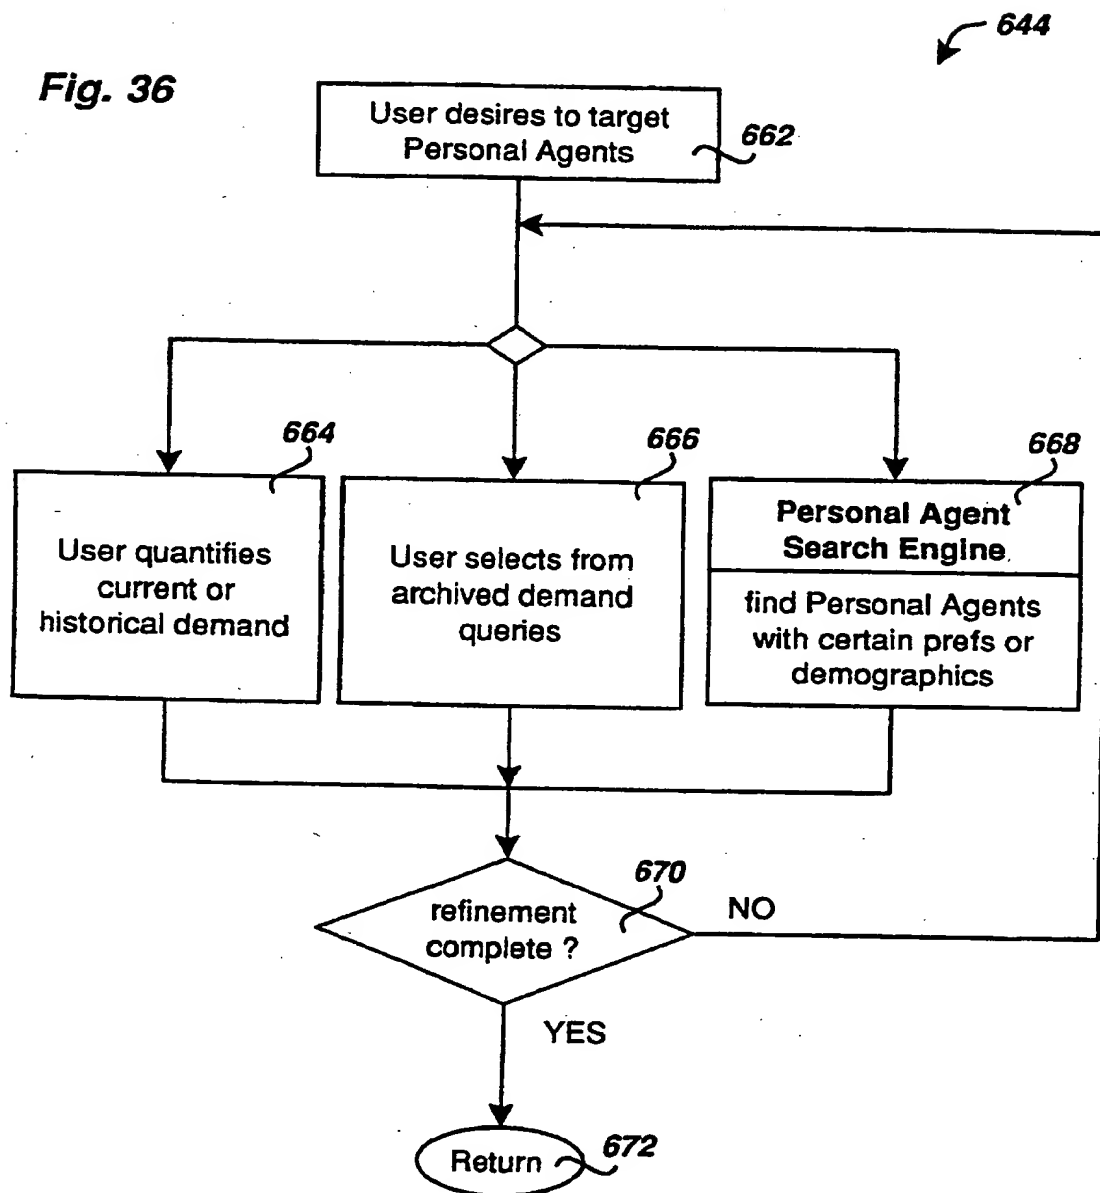 644
Fig. 36
User desires to target
Personal Agents
662
664
666
668
User quantifies
current or
historical demand
User selects from
archived demand
queries
Personal Agent
Search Engine
find Personal Agents
with certain prefs or
demographics
670
refinement
complete ?
NO
YES
Return
672